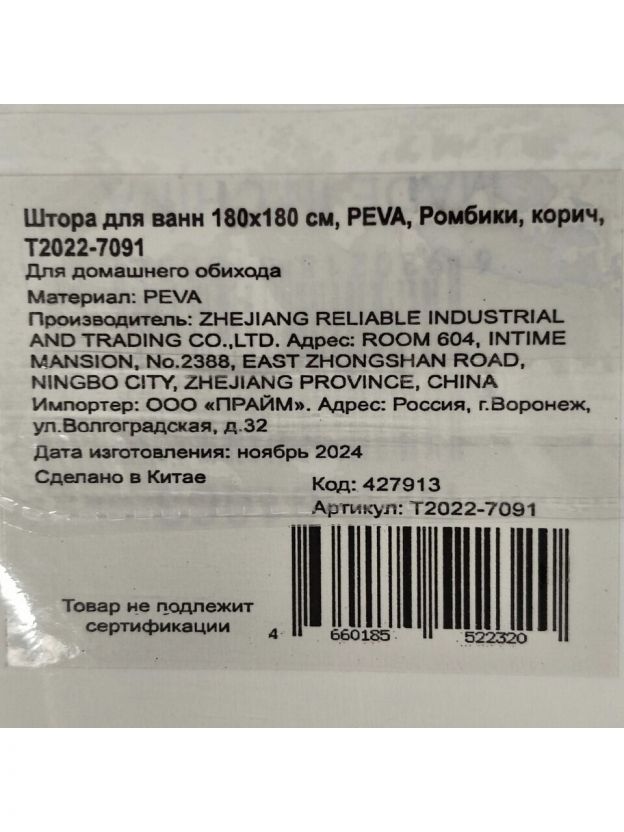 Штора для ванн 180х180 см, PEVA, Ромбики, корич,
Т2022-7091
Для домашнего обихода
Материал: PEVA
Производитель: ZHEJIANG RELIABLE INDUSTRIAL
AND TRADING CO.,LTD. Адрес: ROOM 604, INTIME
MANSION, No.2388, EAST ZHONGSHAN ROAD,
NINGBO CITY, ZHEJIANG PROVINCE, CHINA
Импортер: ООО «ПРАЙМ». Адрес: Россия, г.Воронеж,
ул.Волгоградская, д.32
Дата изготовления: ноябрь 2024
Сделано в Китае
Код: 427913
Артикул: Т2022-7091
Товар не подлежит
сертификации
4 660185 522320